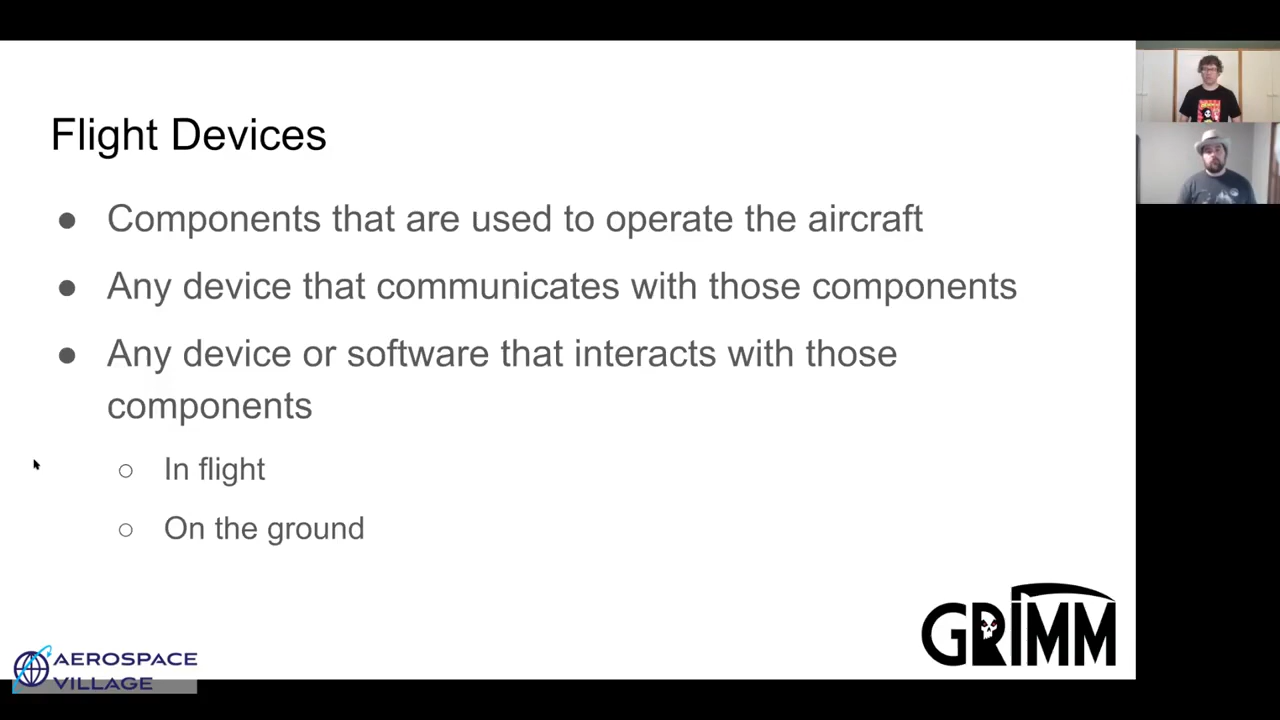 Flight Devices
● Components that are used to operate the aircraft
● Any device that communicates with those components
● Any device or software that interacts with those
components
○ In flight
○ On the ground
GRIMM
AEROSPACE
VILLAGE